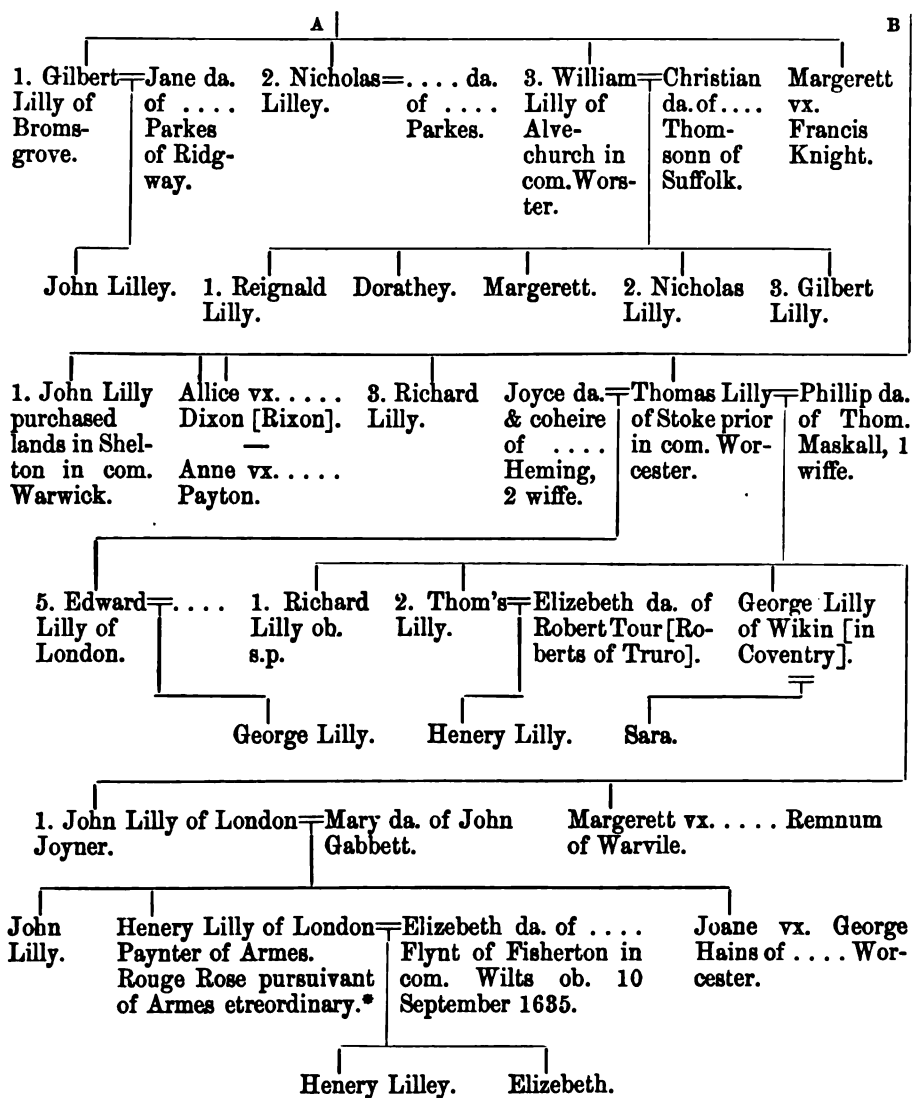 A B
1. Gilbert=Jane da. 2. Nicholas=. . . . da. 3. William=Christian Margerett
Lilly of of . . . . Lilley. of . . . . Lilly of da. of . . . . vx.
Broms- Parkes Parkes. Alve- Thom- Francis
grove. of Ridg- church in sonn of Knight.
way. com. Wors- Suffolk.
ter.
John Lilley. 1. Reignald Dorathey. Margerett. 2. Nicholas 3. Gilbert
Lilly. Lilly. Lilly.
1. John Lilly Allice vx. . . . . 3. Richard Joyce da.=Thomas Lilly=Phillip da.
purchased Dixon [Rixon]. Lilly. & coheire of Stoke prior of Thom.
lands in Shel- — of . . . . in com. Wor- Maskall, 1
ton in com. Anne vx. . . . . Heming, cester. wiffe.
Warwick. Payton. 2 wiffe.
5. Edward=. . . . 1. Richard 2. Thom's=Elizebeth da. of George Lilly
Lilly of Lilly ob. Lilly. Robert Tour [Ro- of Wikin [in
London. s.p. berts of Truro]. Coventry].
=
George Lilly. Henery Lilly. Sara.
1. John Lilly of London=Mary da. of John Margerett vx. . . . . Remnum
Joyner. Gabbett. of Warvile.
John Henery Lilly of London=Elizebeth da. of . . . . Joane vx. George
Lilly. Paynter of Armes. Flynt of Fisherton in Hains of . . . . Wor-
Rouge Rose pursuivant com. Wilts ob. 10 cester.
of Armes etreordinary.* September 1635.
Henery Lilley. Elizebeth.